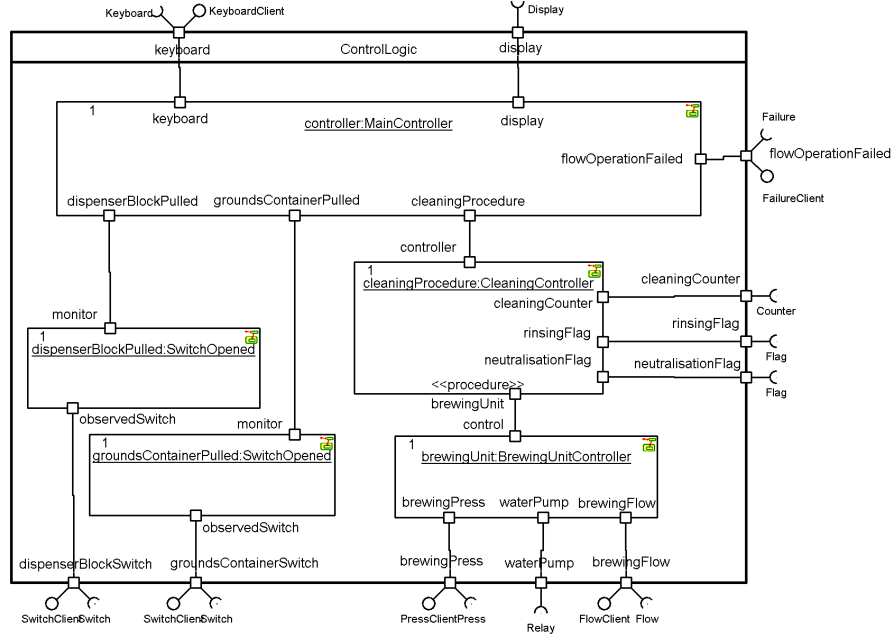 Keyboard
KeyboardClient
Display
keyboard
ControlLogic
display
1
keyboard
controller:MainController
display
Failure
flowOperationFailed
flowOperationFailed
FailureClient
dispenserBlockPulled
groundsContainerPulled
cleaningProcedure
controller
1
cleaningProcedure:CleaningController
cleaningCounter
cleaningCounter
Counter
monitor
rinsingFlag
rinsingFlag
1
dispenserBlockPulled:SwitchOpened
neutralisationFlag
neutralisationFlag
Flag
Flag
<<procedure>>
brewingUnit
observedSwitch
monitor
control
1
groundsContainerPulled:SwitchOpened
1
brewingUnit:BrewingUnitController
brewingPress
waterPump
brewingFlow
observedSwitch
dispenserBlockSwitch
groundsContainerSwitch
brewingPress
waterPump
brewingFlow
SwitchClient
Switch
SwitchClient
Switch
PressClient
Press
Relay
FlowClient
Flow